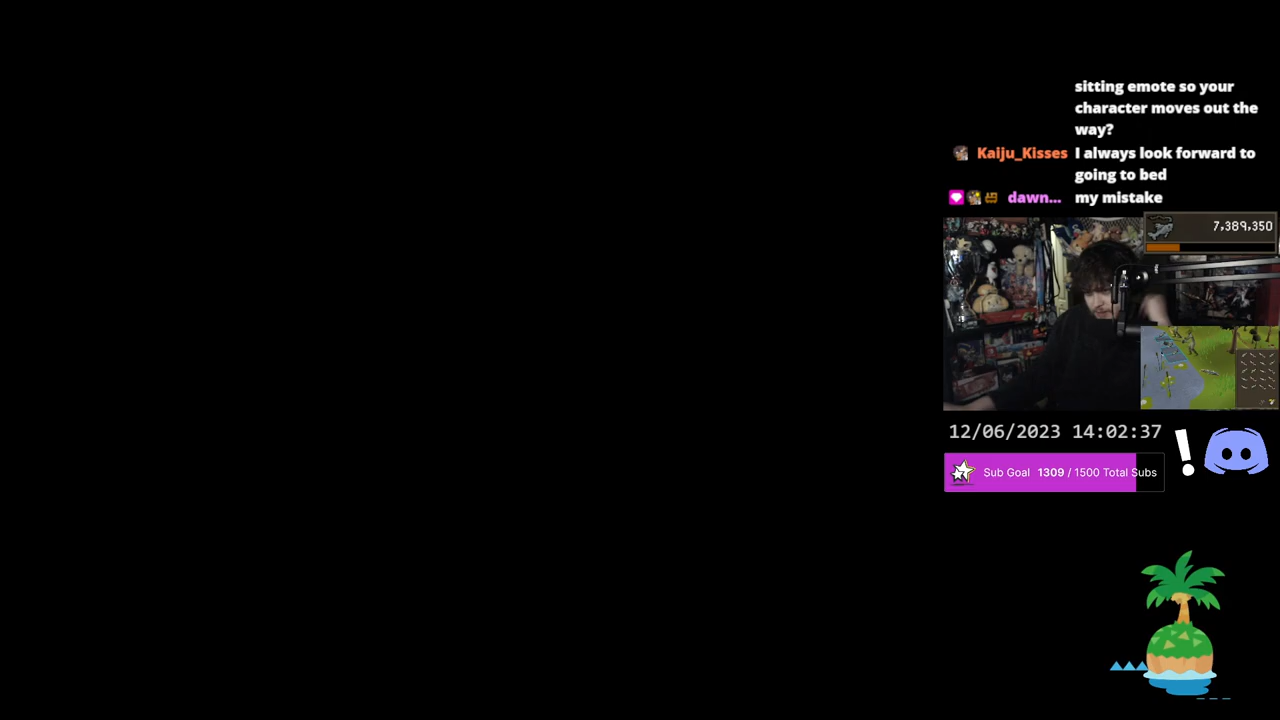 sitting emote so your
character moves out the
way?
Kaiju_Kisses I always look forward to
going to bed
dawn... my mistake
7,389,350
12/06/2023 14:02:37
Sub Goal 1309 / 1500 Total Subs